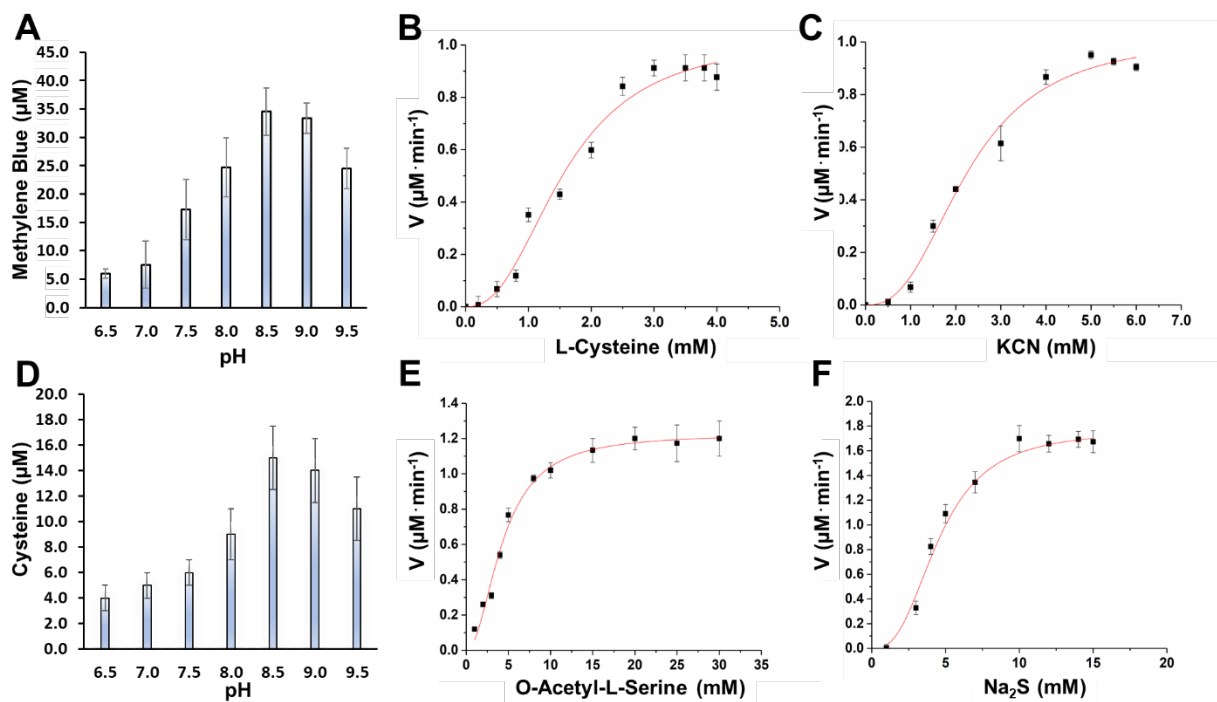 A
Methylene Blue (µM)
45.0
40.0
35.0
30.0
25.0
20.0
15.0
10.0
5.0
0.0
6.5 7.0 7.5 8.0 8.5 9.0 9.5
pH
B
V (µM·min⁻¹)
1.0
0.8
0.6
0.4
0.2
0.0
0.0 1.0 2.0 3.0 4.0 5.0
L-Cysteine (mM)
C
V (µM·min⁻¹)
1.0
0.8
0.6
0.4
0.2
0.0
0.0 1.0 2.0 3.0 4.0 5.0 6.0 7.0
KCN (mM)
D
Cysteine (µM)
20.0
18.0
16.0
14.0
12.0
10.0
8.0
6.0
4.0
2.0
0.0
6.5 7.0 7.5 8.0 8.5 9.0 9.5
pH
E
V (µM·min⁻¹)
1.4
1.2
1.0
0.8
0.6
0.4
0.2
0.0
0 5 10 15 20 25 30 35
O-Acetyl-L-Serine (mM)
F
V (µM·min⁻¹)
2.0
1.8
1.6
1.4
1.2
1.0
0.8
0.6
0.4
0.2
0.0
0 5 10 15 20
Na₂S (mM)